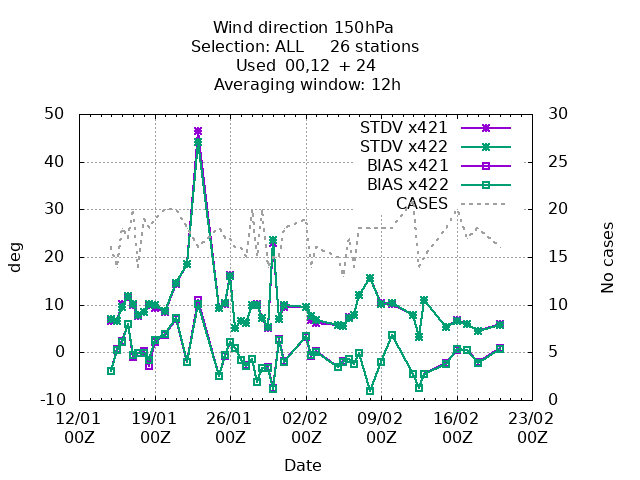 Wind direction 150hPa
Selection: ALL 26 stations
Used 00,12 + 24
Averaging window: 12h
50
40
30
20
10
0
-10
deg
30
25
20
15
10
5
0
No cases
STDV x421
STDV x422
BIAS x421
BIAS x422
CASES
12/01 19/01 26/01 02/02 09/02 16/02 23/02
00Z 00Z 00Z 00Z 00Z 00Z 00Z
Date